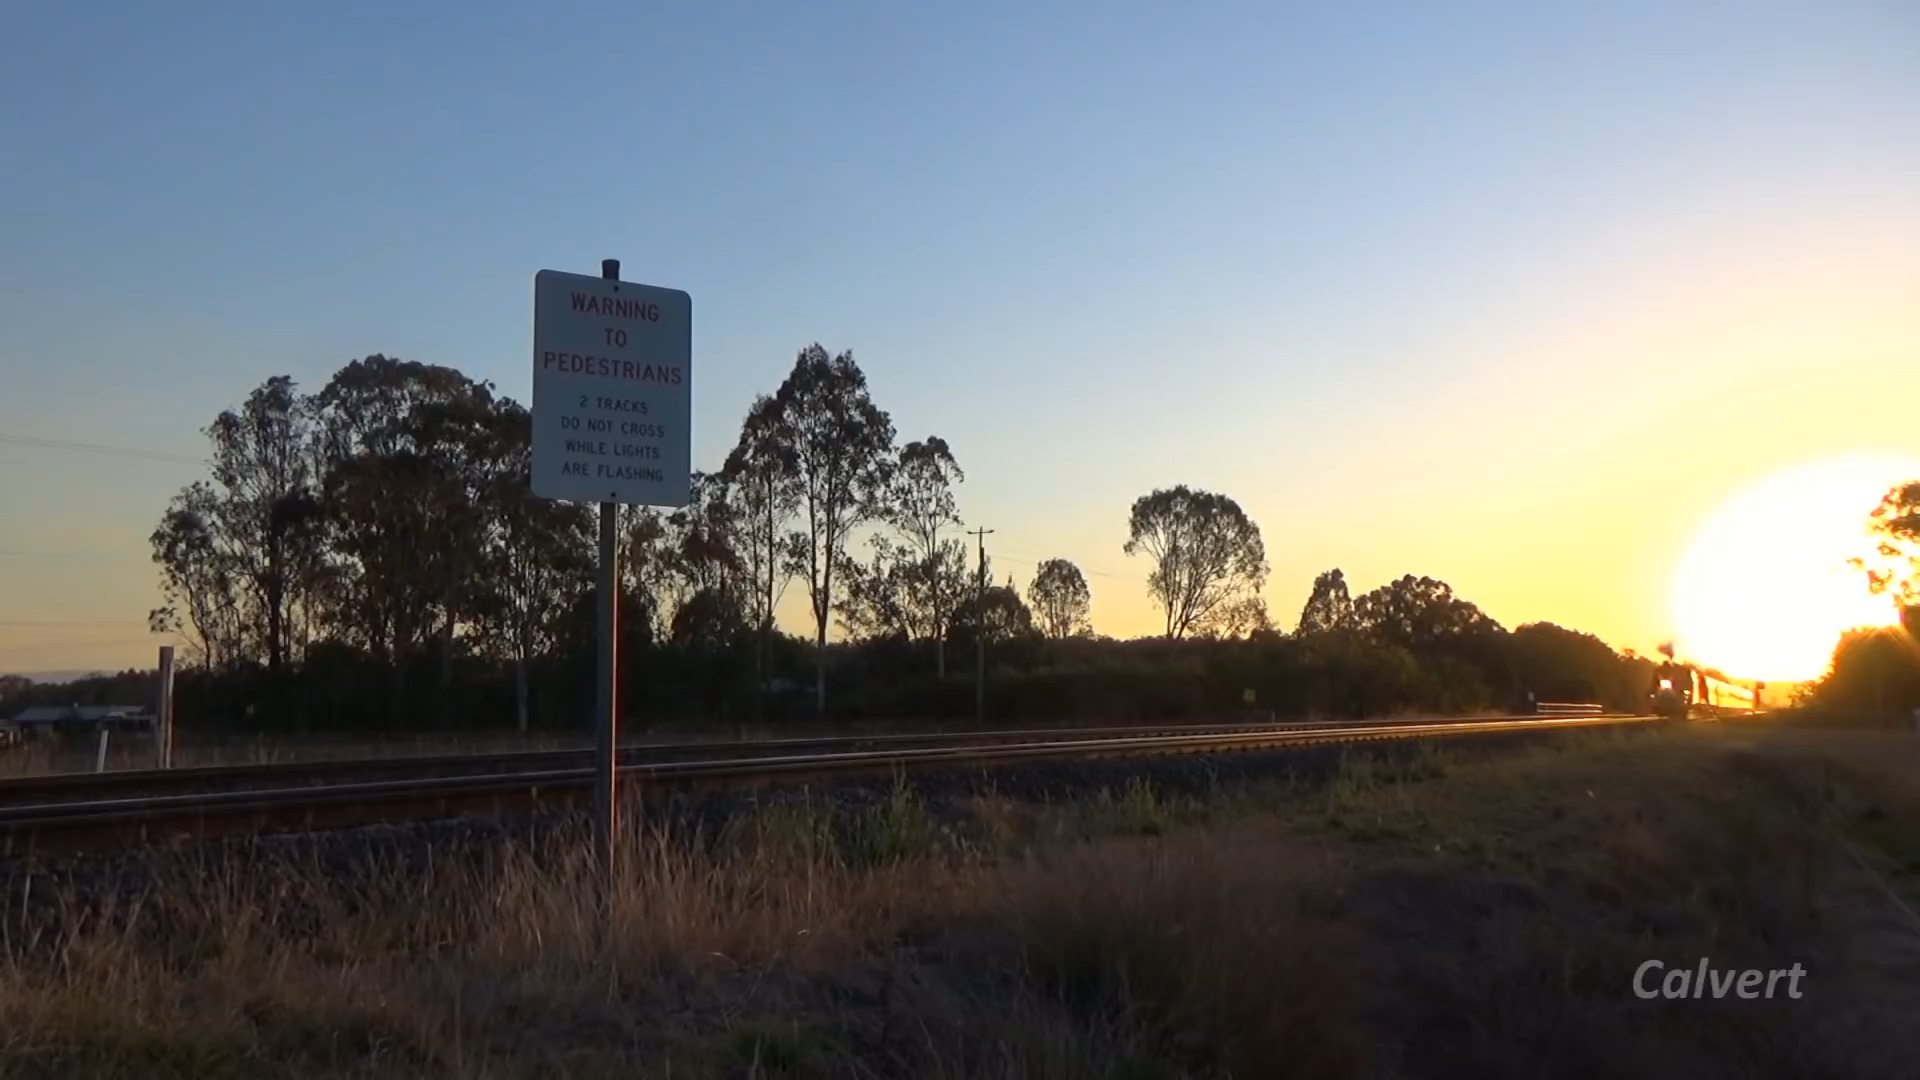 WARNING
TO
PEDESTRIANS
2 TRACKS
DO NOT CROSS
WHILE LIGHTS
ARE FLASHING
Calvert